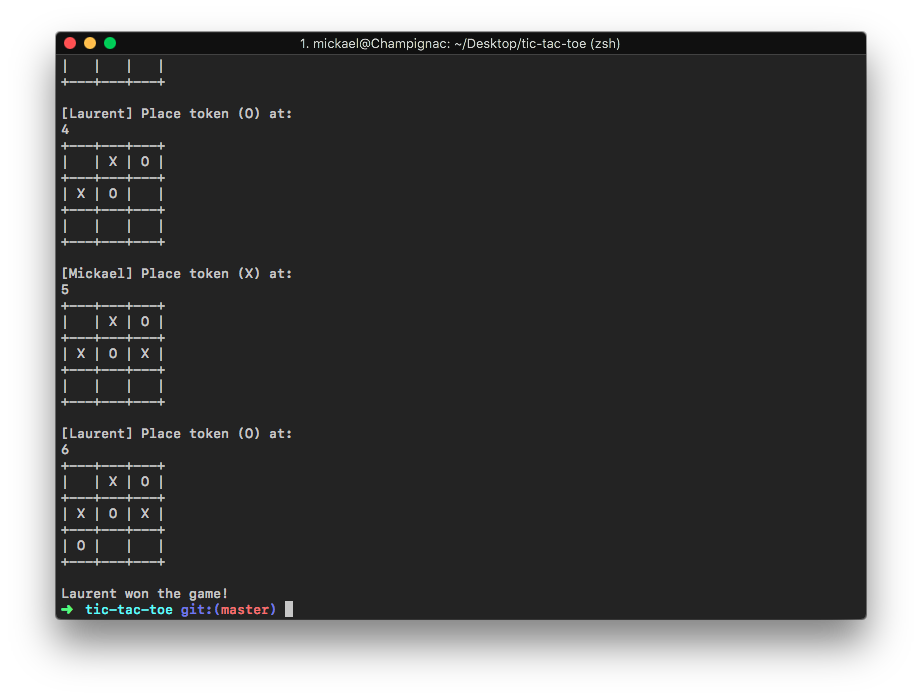 1. mickael@Champignac: ~/Desktop/tic-tac-toe (zsh)
|   |   |   |
+———+———+———+
[Laurent] Place token (O) at:
4
+———+———+———+
|   | X | O |
+———+———+———+
| X | O |   |
+———+———+———+
|   |   |   |
+———+———+———+
[Mickael] Place token (X) at:
5
+———+———+———+
|   | X | O |
+———+———+———+
| X | O | X |
+———+———+———+
|   |   |   |
+———+———+———+
[Laurent] Place token (O) at:
6
+———+———+———+
|   | X | O |
+———+———+———+
| X | O | X |
+———+———+———+
| O |   |   |
+———+———+———+
Laurent won the game!
➜  tic-tac-toe git:(master)